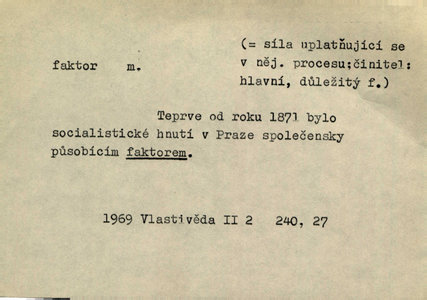 (= síla uplatňující se
faktor m. v něj. procesu;činitel:
hlavní, důležitý f.)
Teprve od roku 1871 bylo
socialistické hnutí v Praze společensky
působícím faktorem.
1969 Vlastivěda II 2 240, 27